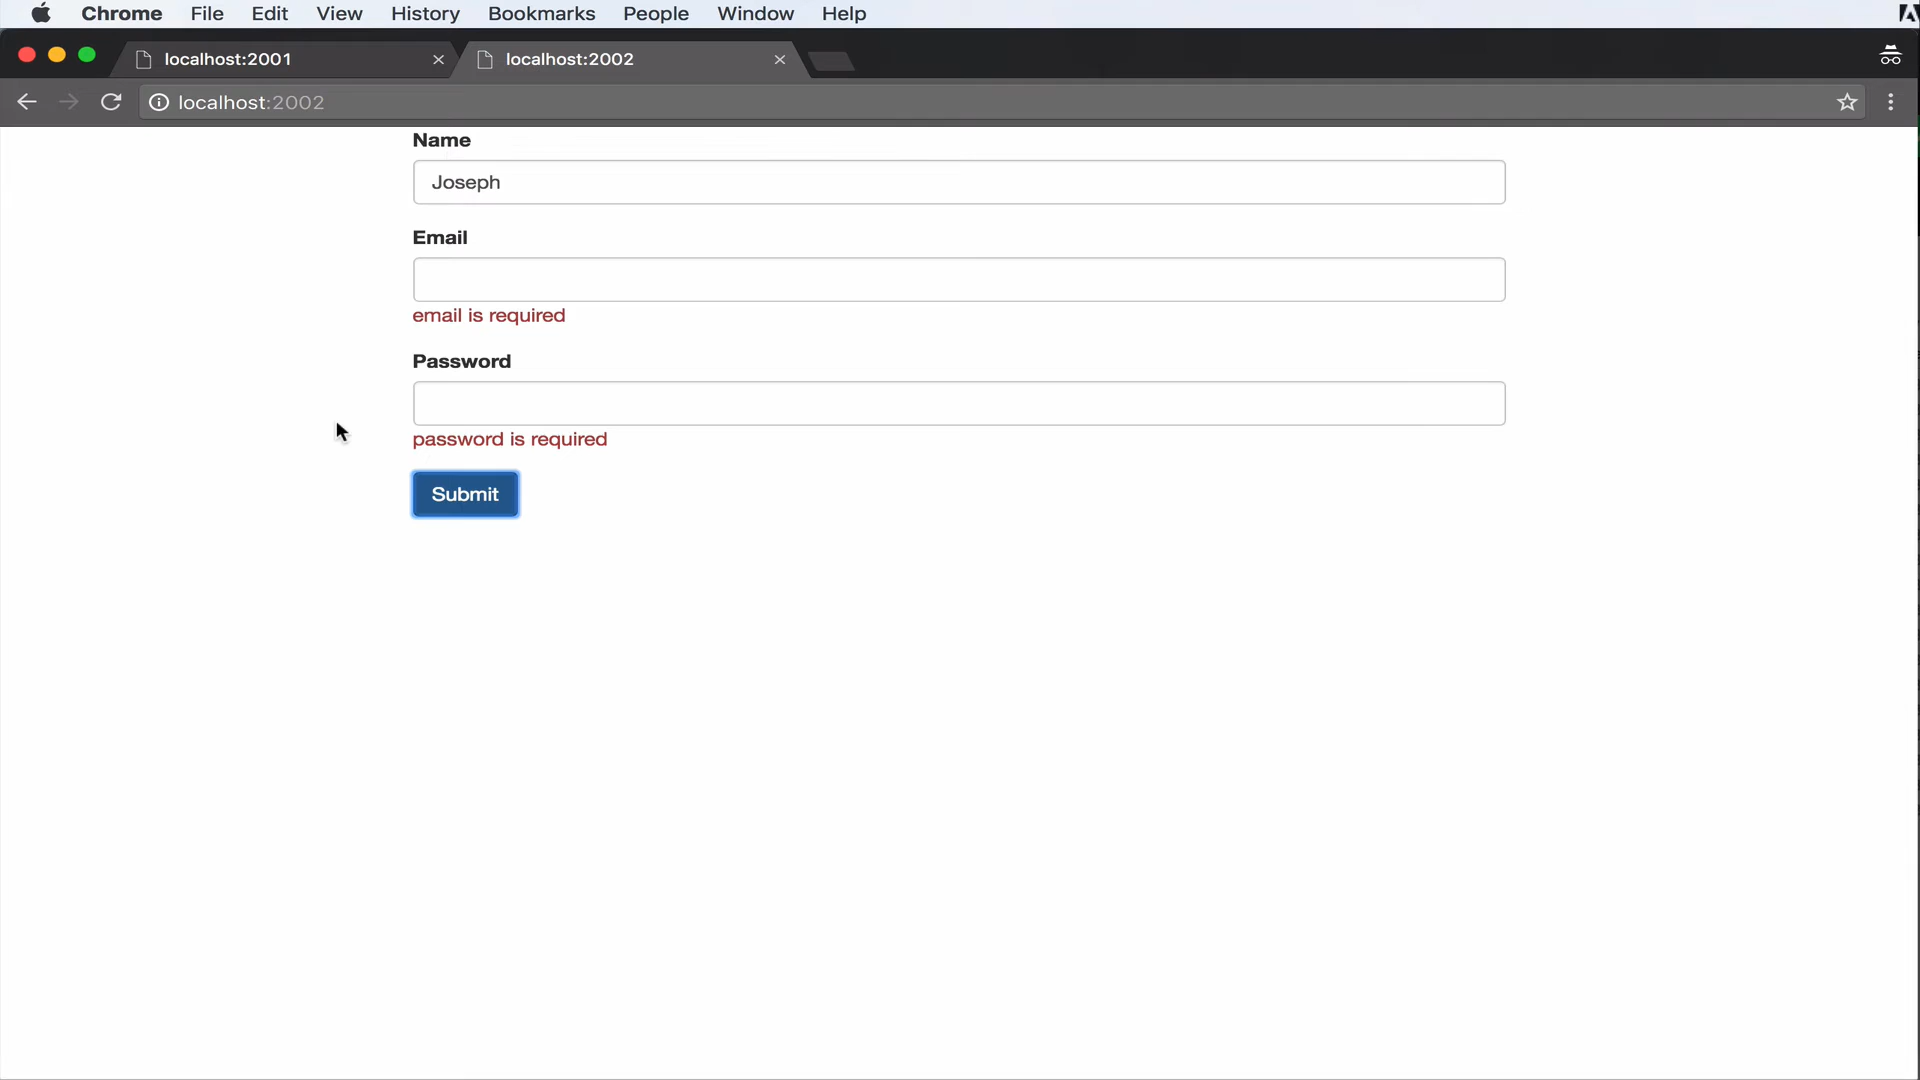 Chrome File Edit View History Bookmarks People Window Help
localhost:2001 localhost:2002
localhost:2002
Name
Joseph
Email
email is required
Password
password is required
Submit